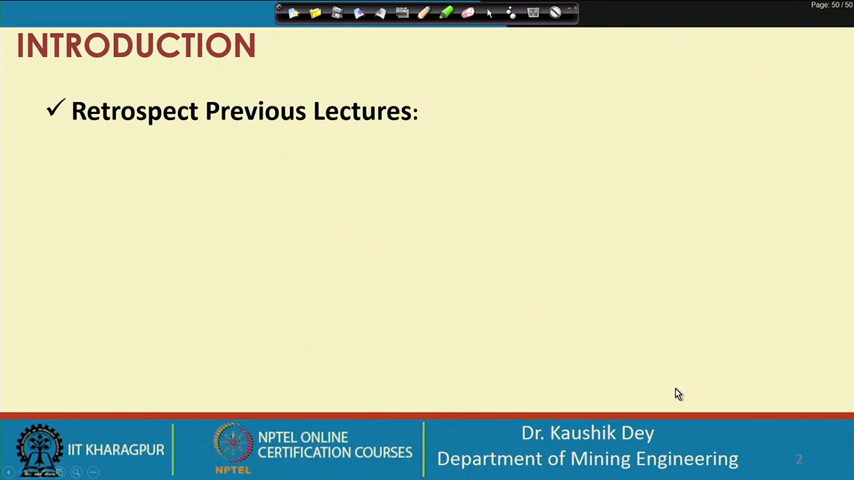 Page: 50 / 50
INTRODUCTION
✓ Retrospect Previous Lectures:
IIT KHARAGPUR
NPTEL
NPTEL ONLINE
CERTIFICATION COURSES
Dr. Kaushik Dey
Department of Mining Engineering
2